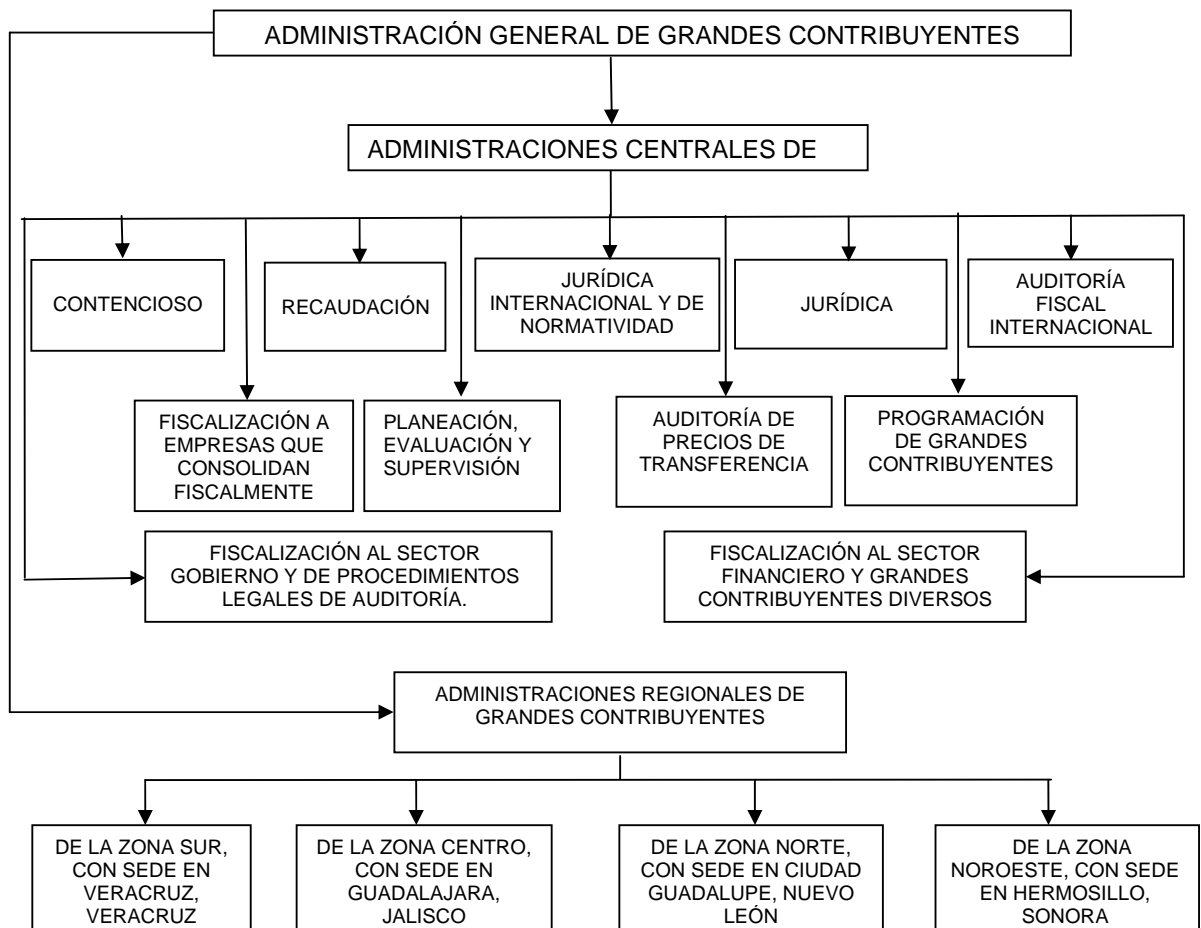 ADMINISTRACIÓN GENERAL DE GRANDES CONTRIBUYENTES
ADMINISTRACIONES CENTRALES DE
CONTENCIOSO
RECAUDACIÓN
JURÍDICA
INTERNACIONAL Y DE
NORMATIVIDAD
JURÍDICA
AUDITORÍA
FISCAL
INTERNACIONAL
FISCALIZACIÓN A
EMPRESAS QUE
CONSOLIDAN
FISCALMENTE
PLANEACIÓN,
EVALUACIÓN Y
SUPERVISIÓN
AUDITORÍA DE
PRECIOS DE
TRANSFERENCIA
PROGRAMACIÓN
DE GRANDES
CONTRIBUYENTES
FISCALIZACIÓN AL SECTOR
GOBIERNO Y DE PROCEDIMIENTOS
LEGALES DE AUDITORÍA.
FISCALIZACIÓN AL SECTOR
FINANCIERO Y GRANDES
CONTRIBUYENTES DIVERSOS
ADMINISTRACIONES REGIONALES DE
GRANDES CONTRIBUYENTES
DE LA ZONA SUR,
CON SEDE EN
VERACRUZ,
VERACRUZ
DE LA ZONA CENTRO,
CON SEDE EN
GUADALAJARA,
JALISCO
DE LA ZONA NORTE,
CON SEDE EN CIUDAD
GUADALUPE, NUEVO
LEÓN
DE LA ZONA
NOROESTE, CON SEDE
EN HERMOSILLO,
SONORA